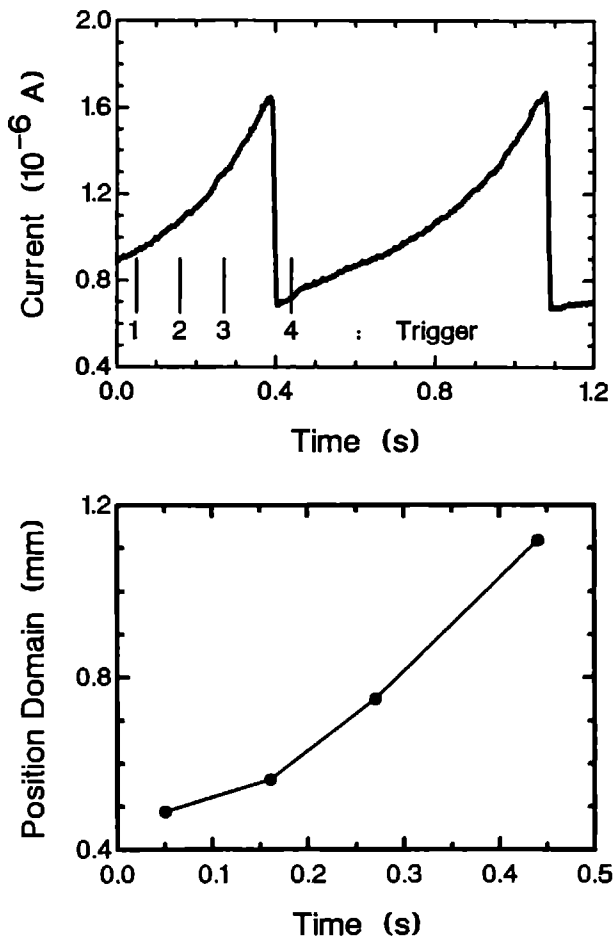 2.0
1.6
1.2
0.8
0.4
Current (10⁻⁶ A)
1 2 3 4 : Trigger
0.0 0.4 0.8 1.2
Time (s)
1.2
0.8
0.4
Position Domain (mm)
0.0 0.1 0.2 0.3 0.4 0.5
Time (s)